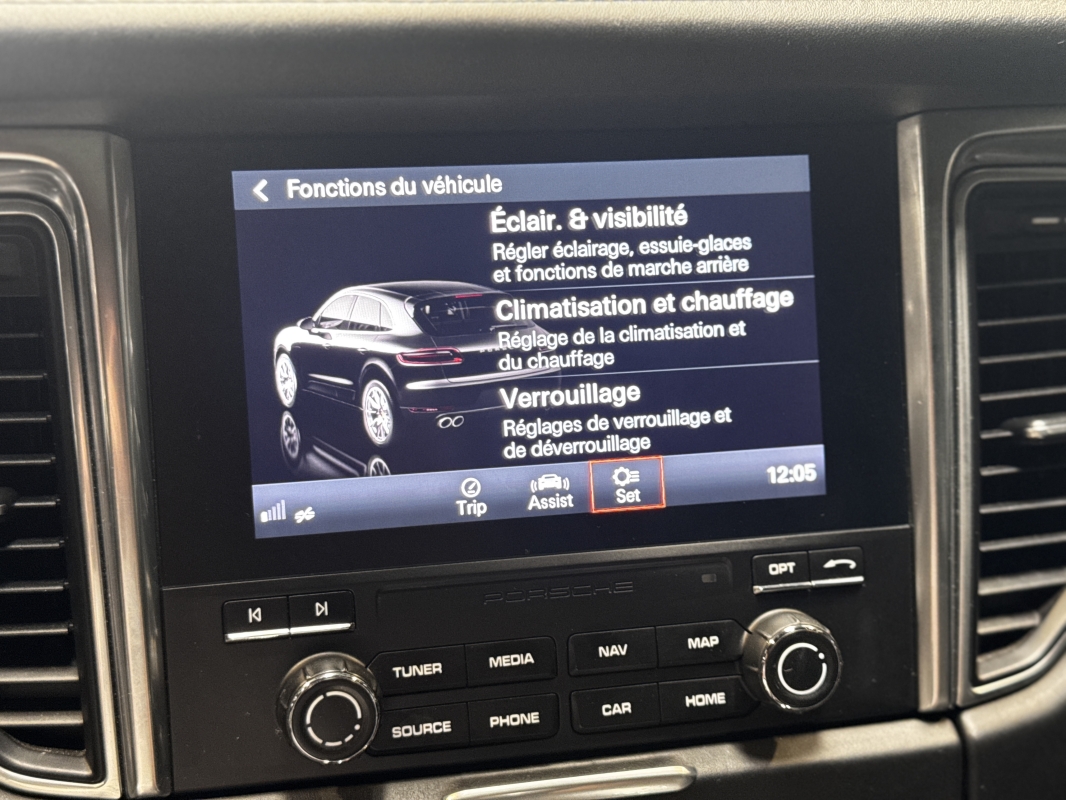 Fonctions du véhicule
Éclair. & visibilité
Régler éclairage, essuie-glaces
et fonctions de marche arrière
Climatisation et chauffage
Réglage de la climatisation et
du chauffage
Verrouillage
Réglages de verrouillage et
de déverrouillage
Trip
Assist
Set
12:05
PORSCHE
OPT
TUNER
MEDIA
NAV
MAP
SOURCE
PHONE
CAR
HOME